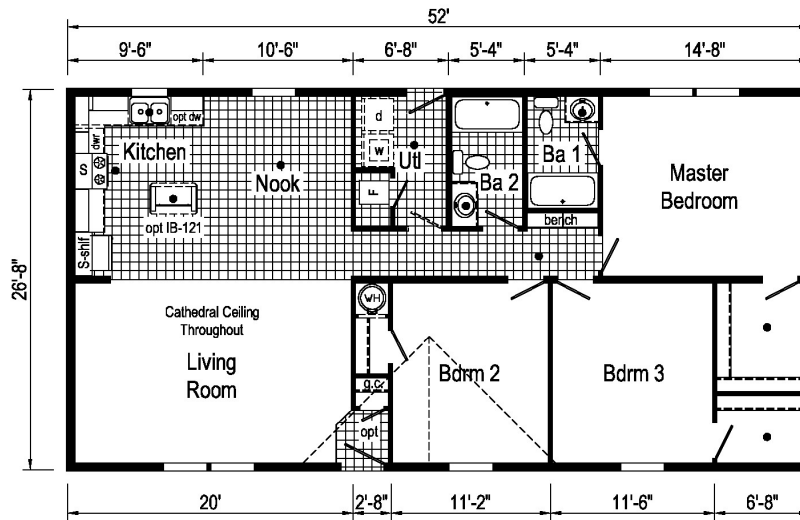 52'
9'-6" 10'-6" 6'-8" 5'-4" 5'-4" 14'-8"
opt dw
d
dwr
Kitchen
w
Utl
Ba 1
S
Nook
F
Ba 2
Master
Bedroom
opt IB-121
bench
S-shlf
26'-8"
WH
Cathedral Ceiling
Throughout
Living
Room
g.c.
Bdrm 2
Bdrm 3
opt
20' 2'-8" 11'-2" 11'-6" 6'-8"